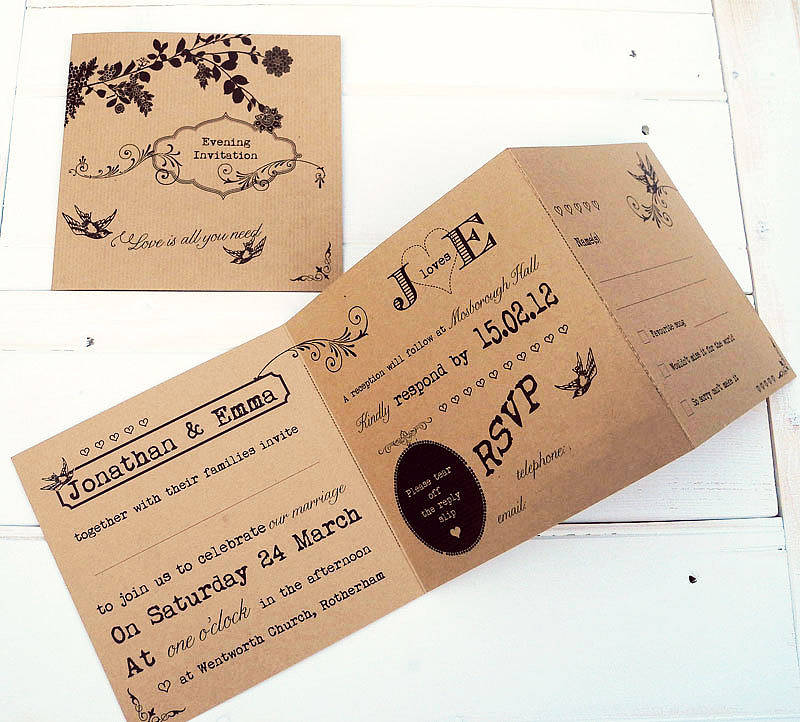 Evening
Invitation
Love is all you need
Jonathan & Emma
together with their families invite
to join us to celebrate our marriage
On Saturday 24 March
At one o'clock in the afternoon
at Wentworth Church, Rotherham
J loves E
A reception will follow at Mosborough Hall
Kindly respond by 15.02.12
RSVP
Please tear
off
the reply
slip
telephone:
email:
Name(s)
Favourite song
Wouldn't miss it for the world
So sorry can't make it